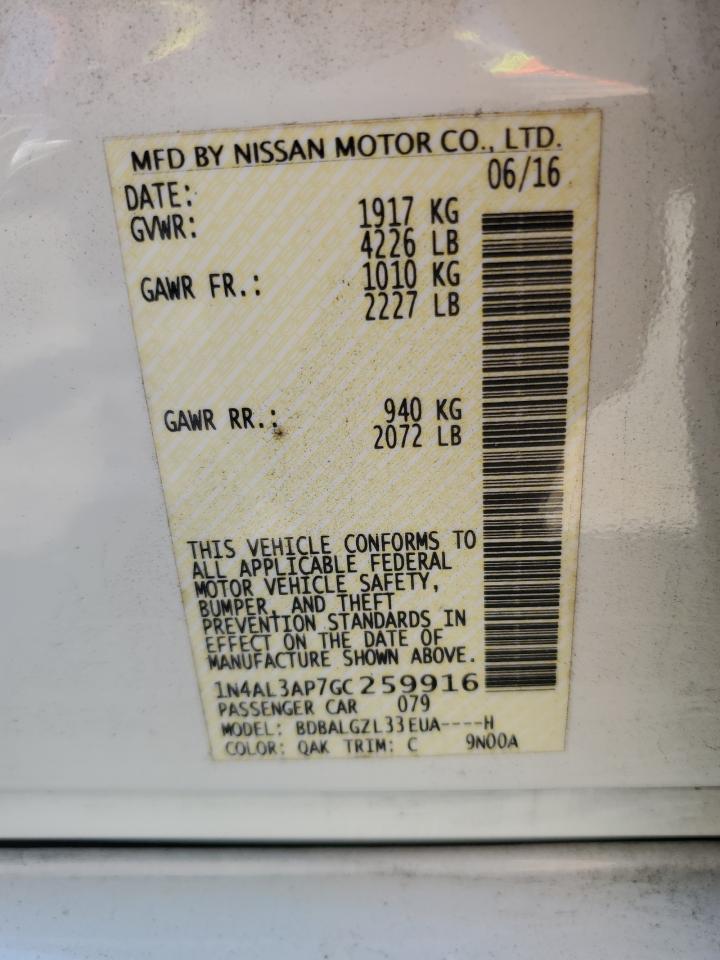 MFD BY NISSAN MOTOR CO., LTD.
DATE: 06/16
GVWR: 1917 KG
4226 LB
GAWR FR.: 1010 KG
2227 LB
GAWR RR.: 940 KG
2072 LB
THIS VEHICLE CONFORMS TO
ALL APPLICABLE FEDERAL
MOTOR VEHICLE SAFETY,
BUMPER, AND THEFT
PREVENTION STANDARDS IN
EFFECT ON THE DATE OF
MANUFACTURE SHOWN ABOVE.
1N4AL3AP7GC259916
PASSENGER CAR 079
MODEL: BDBALGZL33EUA----H
COLOR: QAK TRIM: C 9N00A